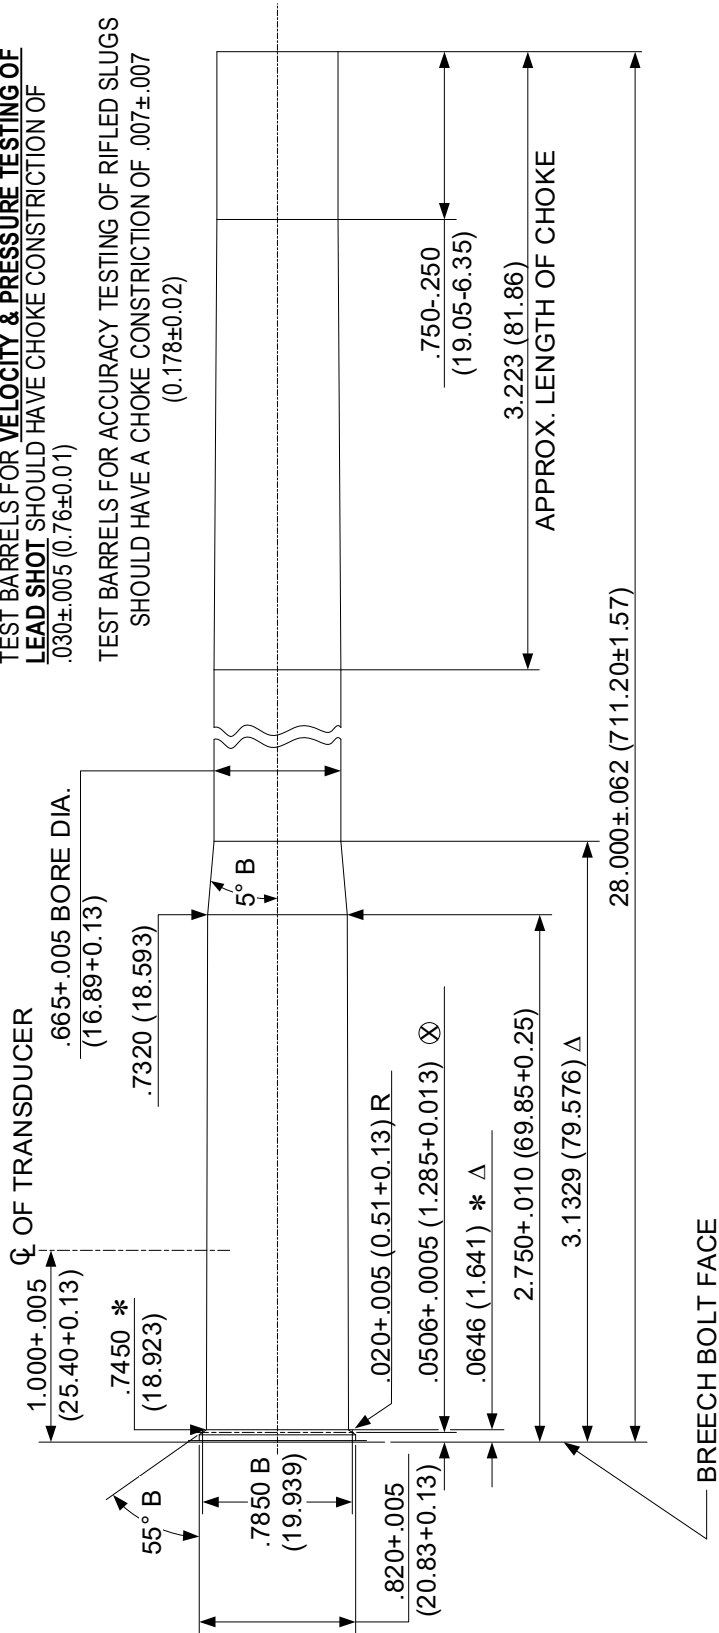 TEST BARRELS FOR VELOCITY & PRESSURE TESTING OF
LEAD SHOT SHOULD HAVE CHOKE CONSTRICTION OF
.030±.005 (0.76±0.01)
TEST BARRELS FOR ACCURACY TESTING OF RIFLED SLUGS
SHOULD HAVE A CHOKE CONSTRICTION OF .007±.007
(0.178±0.02)
℄ OF TRANSDUCER
1.000+.005
(25.40+0.13)
.665+.005 BORE DIA.
(16.89+0.13)
.7450 *
(18.923)
.7320 (18.593)
55° B
5° B
.7850 B
(19.939)
.820+.005
(20.83+0.13)
.020+.005 (0.51+0.13) R
.0506+.0005 (1.285+0.013) ⊗
.0646 (1.641) * Δ
2.750+.010 (69.85+0.25)
3.1329 (79.576) Δ
.750-.250
(19.05-6.35)
3.223 (81.86)
APPROX. LENGTH OF CHOKE
28.000±.062 (711.20±1.57)
BREECH BOLT FACE